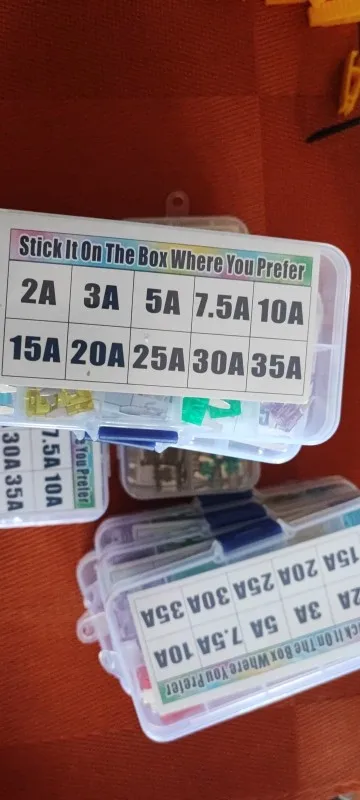 Stick It On The Box Where You Prefer
2A 3A 5A 7.5A 10A
15A 20A 25A 30A 35A
You Prefer
7.5A 10A
30A 35A
Stick It On The Box Where You Prefer
2A 3A 5A 7.5A 10A
15A 20A 25A 30A 35A